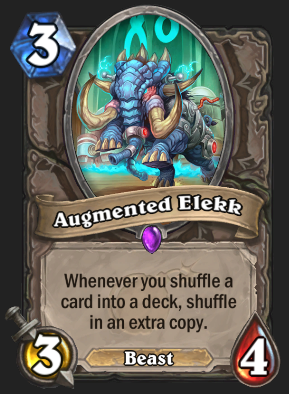 3
Augmented Elekk
Whenever you shuffle a
card into a deck, shuffle
in an extra copy.
3
Beast
4